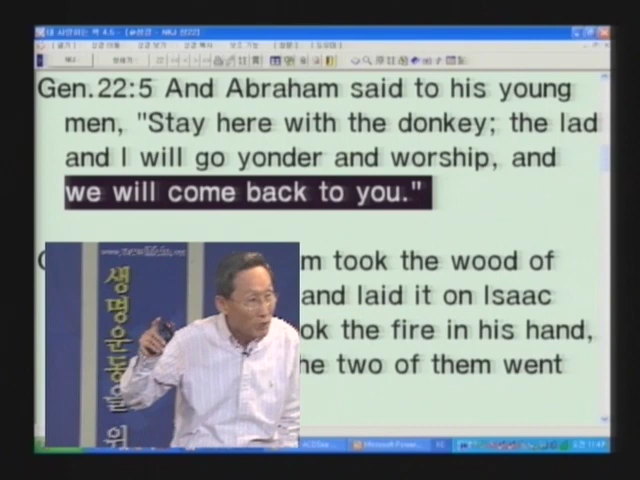 Gen.22:5 And Abraham said to his young
men, "Stay here with the donkey; the lad
and I will go yonder and worship, and
we will come back to you."
m took the wood of
and laid it on Isaac
ok the fire in his hand,
he two of them went
생명운동을 위